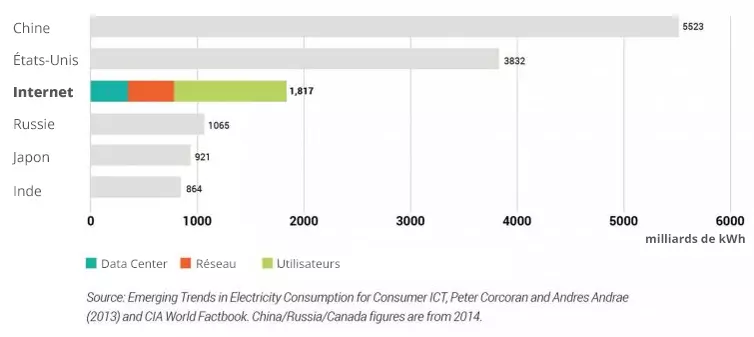 Chine 5523
États-Unis 3832
Internet 1,817
Russie 1065
Japon 921
Inde 864
0 1000 2000 3000 4000 5000 6000
milliards de kWh
Data Center Réseau Utilisateurs
Source: Emerging Trends in Electricity Consumption for Consumer ICT, Peter Corcoran and Andres Andrae
(2013) and CIA World Factbook. China/Russia/Canada figures are from 2014.